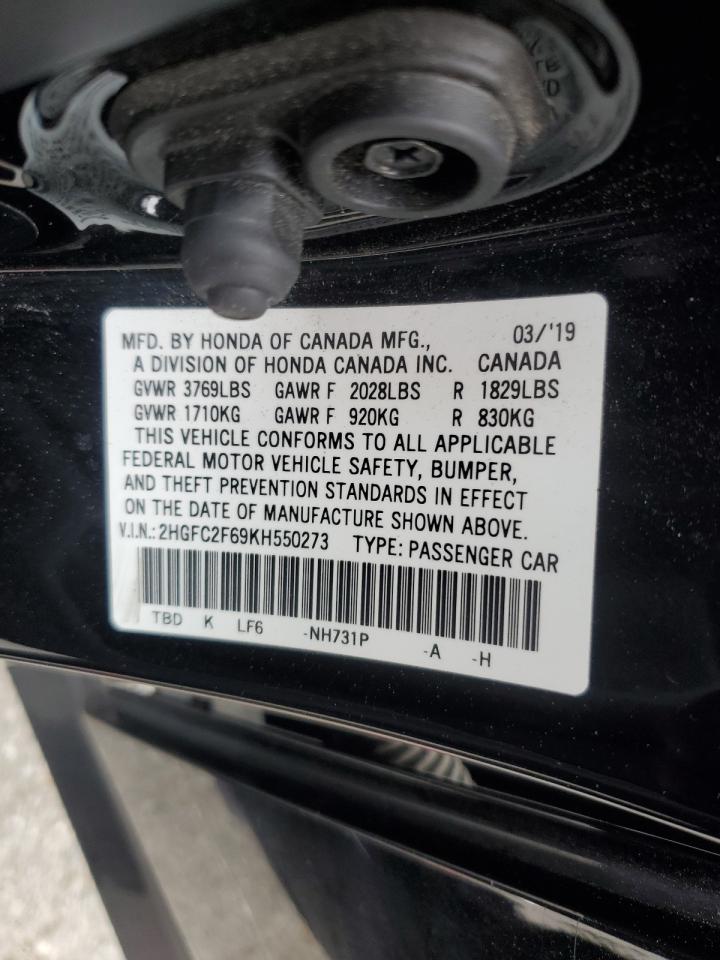 MFD. BY HONDA OF CANADA MFG., 03/'19
A DIVISION OF HONDA CANADA INC. CANADA
GVWR 3769LBS GAWR F 2028LBS R 1829LBS
GVWR 1710KG GAWR F 920KG R 830KG
THIS VEHICLE CONFORMS TO ALL APPLICABLE
FEDERAL MOTOR VEHICLE SAFETY, BUMPER,
AND THEFT PREVENTION STANDARDS IN EFFECT
ON THE DATE OF MANUFACTURE SHOWN ABOVE.
V.I.N.: 2HGFC2F69KH550273 TYPE: PASSENGER CAR
TBD K LF6 -NH731P -A -H